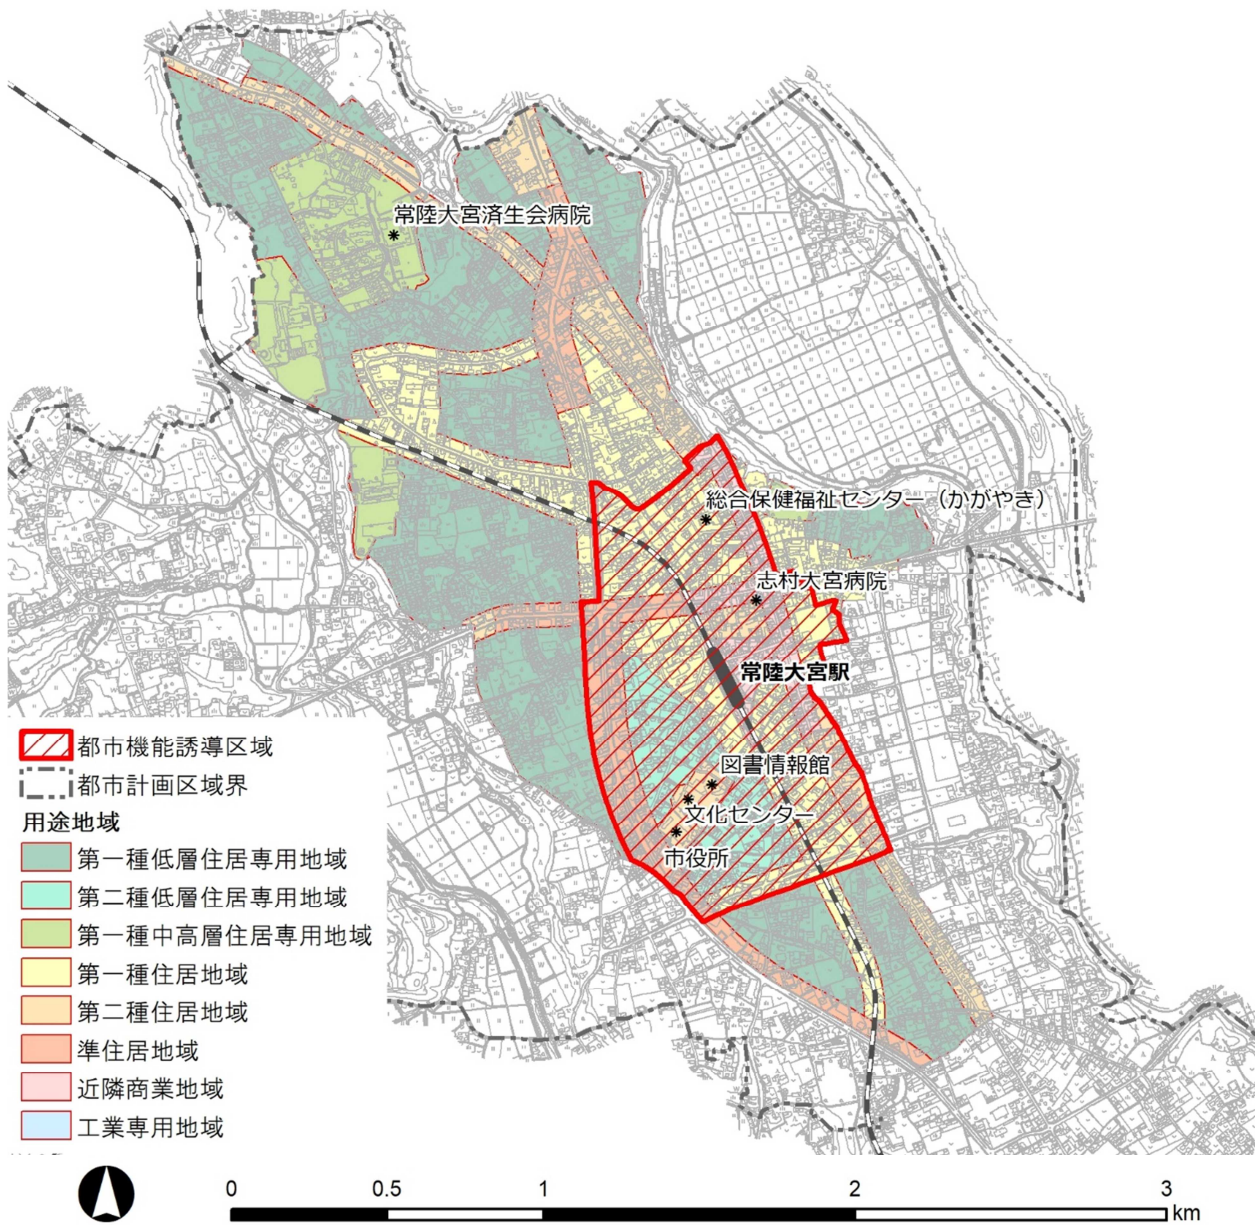 常陸大宮済生会病院
総合保健福祉センター（かがやき）
志村大宮病院
常陸大宮駅
図書情報館
文化センター
市役所
都市機能誘導区域
都市計画区域界
用途地域
第一種低層住居専用地域
第二種低層住居専用地域
第一種中高層住居専用地域
第一種住居地域
第二種住居地域
準住居地域
近隣商業地域
工業専用地域
0 0.5 1 2 3
km